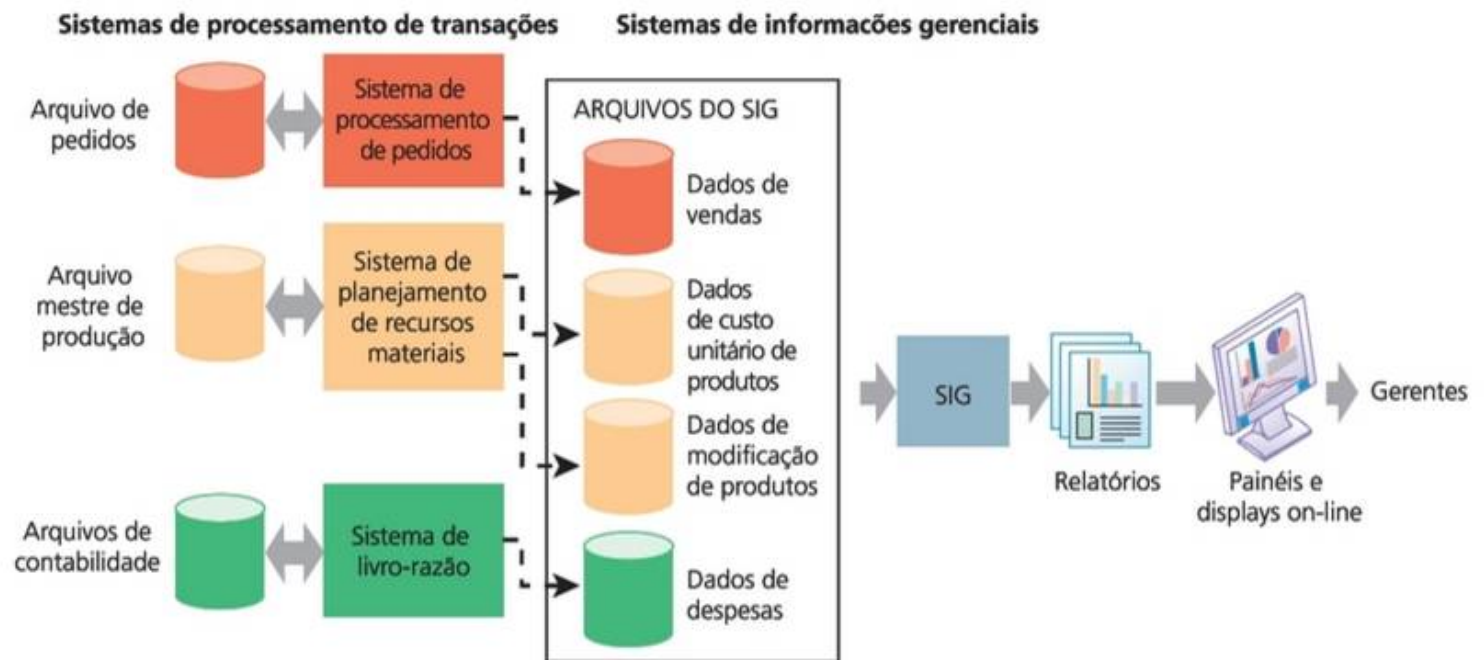 Sistemas de processamento de transações
Sistemas de informacões gerenciais
Arquivo de
pedidos
Sistema de
processamento
de pedidos
ARQUIVOS DO SIG
Dados de
vendas
Arquivo
mestre de
produção
Sistema de
planejamento
de recursos
materiais
Dados
de custo
unitário de
produtos
Dados de
modificação
de produtos
Arquivos de
contabilidade
Sistema de
livro-razão
Dados de
despesas
SIG
Relatórios
Painéis e
displays on-line
Gerentes